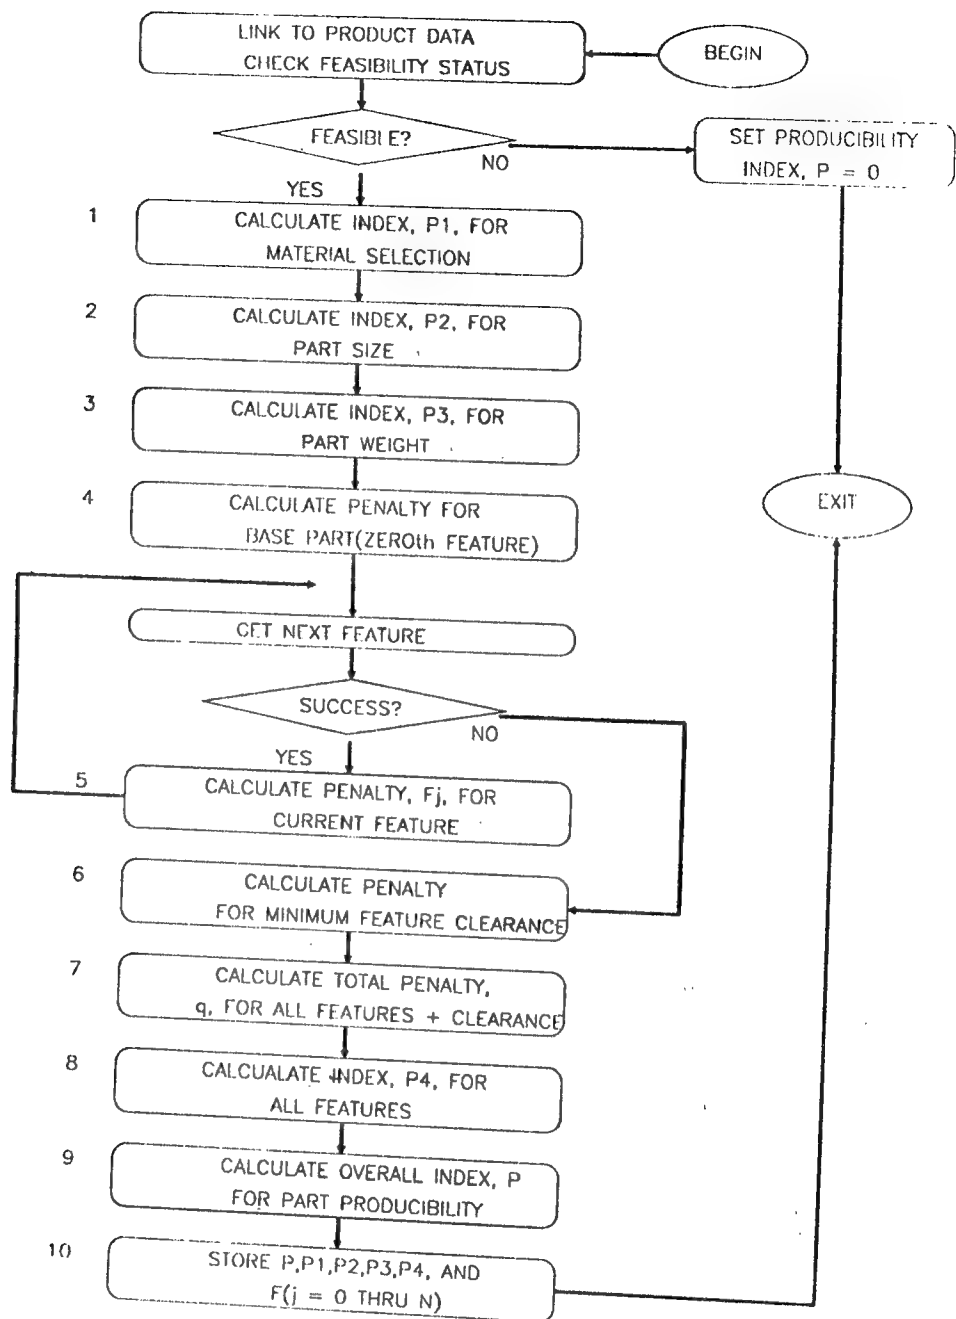 LINK TO PRODUCT DATA
CHECK FEASIBILITY STATUS
BEGIN
FEASIBLE?
NO
SET PRODUCIBILITY
INDEX, P = 0
YES
1
CALCULATE INDEX, P1, FOR
MATERIAL SELECTION
2
CALCULATE INDEX, P2, FOR
PART SIZE
3
CALCULATE INDEX, P3, FOR
PART WEIGHT
4
CALCULATE PENALTY FOR
BASE PART(ZEROth FEATURE)
EXIT
GET NEXT FEATURE
SUCCESS?
NO
YES
5
CALCULATE PENALTY, Fj, FOR
CURRENT FEATURE
6
CALCULATE PENALTY
FOR MINIMUM FEATURE CLEARANCE
7
CALCULATE TOTAL PENALTY,
q, FOR ALL FEATURES + CLEARANCE
8
CALCUALATE INDEX, P4, FOR
ALL FEATURES
9
CALCULATE OVERALL INDEX, P
FOR PART PRODUCIBILITY
10
STORE P,P1,P2,P3,P4, AND
F(j = 0 THRU N)